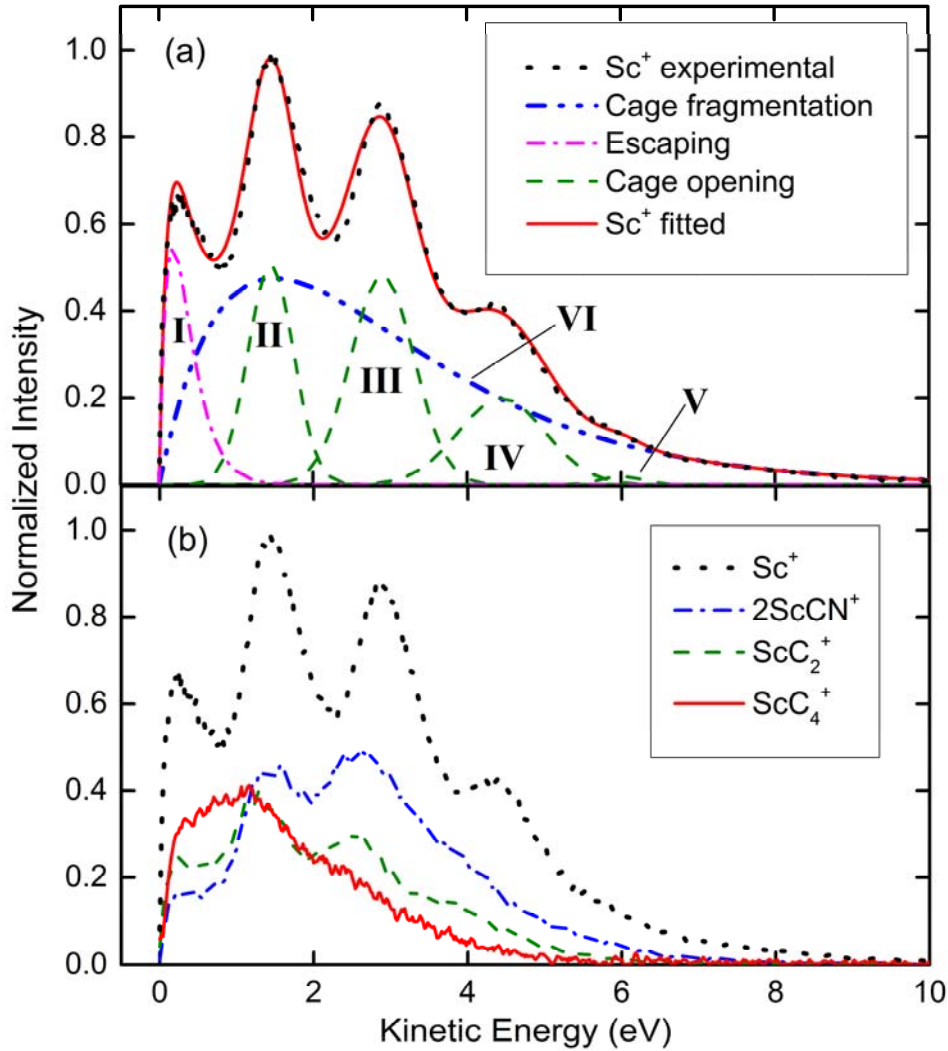 (a)
Sc⁺ experimental
Cage fragmentation
Escaping
Cage opening
Sc⁺ fitted
1.0
0.8
0.6
0.4
0.2
0.0
I
II
III
IV
VI
V
Normalized Intensity
(b)
Sc⁺
2ScCN⁺
ScC₂⁺
ScC₄⁺
1.0
0.8
0.6
0.4
0.2
0.0
0 2 4 6 8 10
Kinetic Energy (eV)